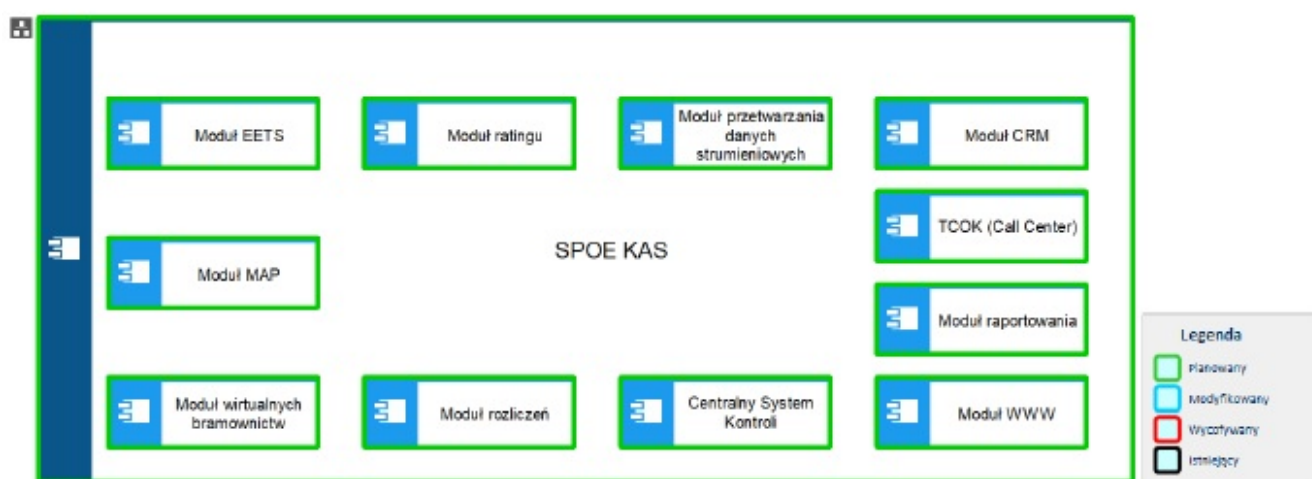 Moduł EETS
Moduł ratingu
Moduł przetwarzania
danych
strumieniowych
Moduł CRM
TCOK (Call Center)
SPOE KAS
Moduł MAP
Moduł raportowania
Moduł wirtualnych
bramownictw
Moduł rozliczeń
Centralny System
Kontroli
Moduł WWW
Legenda
Planowany
Modyfikowany
Wycofywany
Istniejący